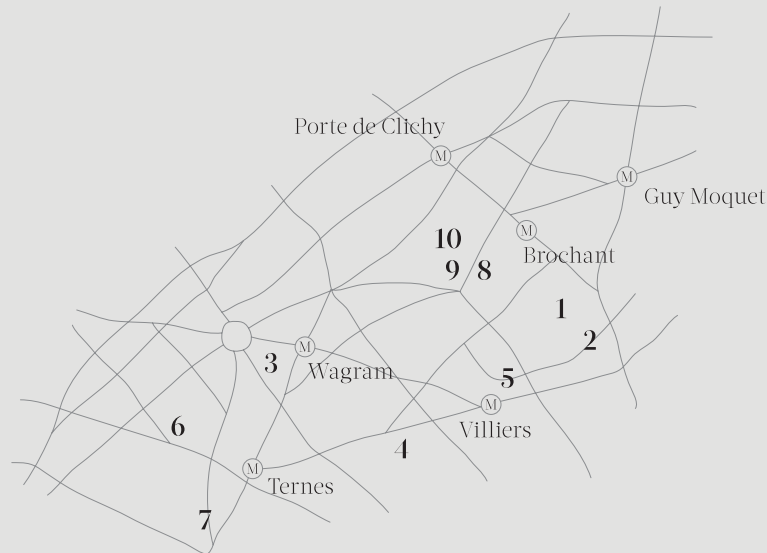 Porte de Clichy
M
M
Guy Moquet
M
Brochant
10
9
8
1
2
M
Wagram
3
5
M
Villiers
4
6
M
Ternes
7